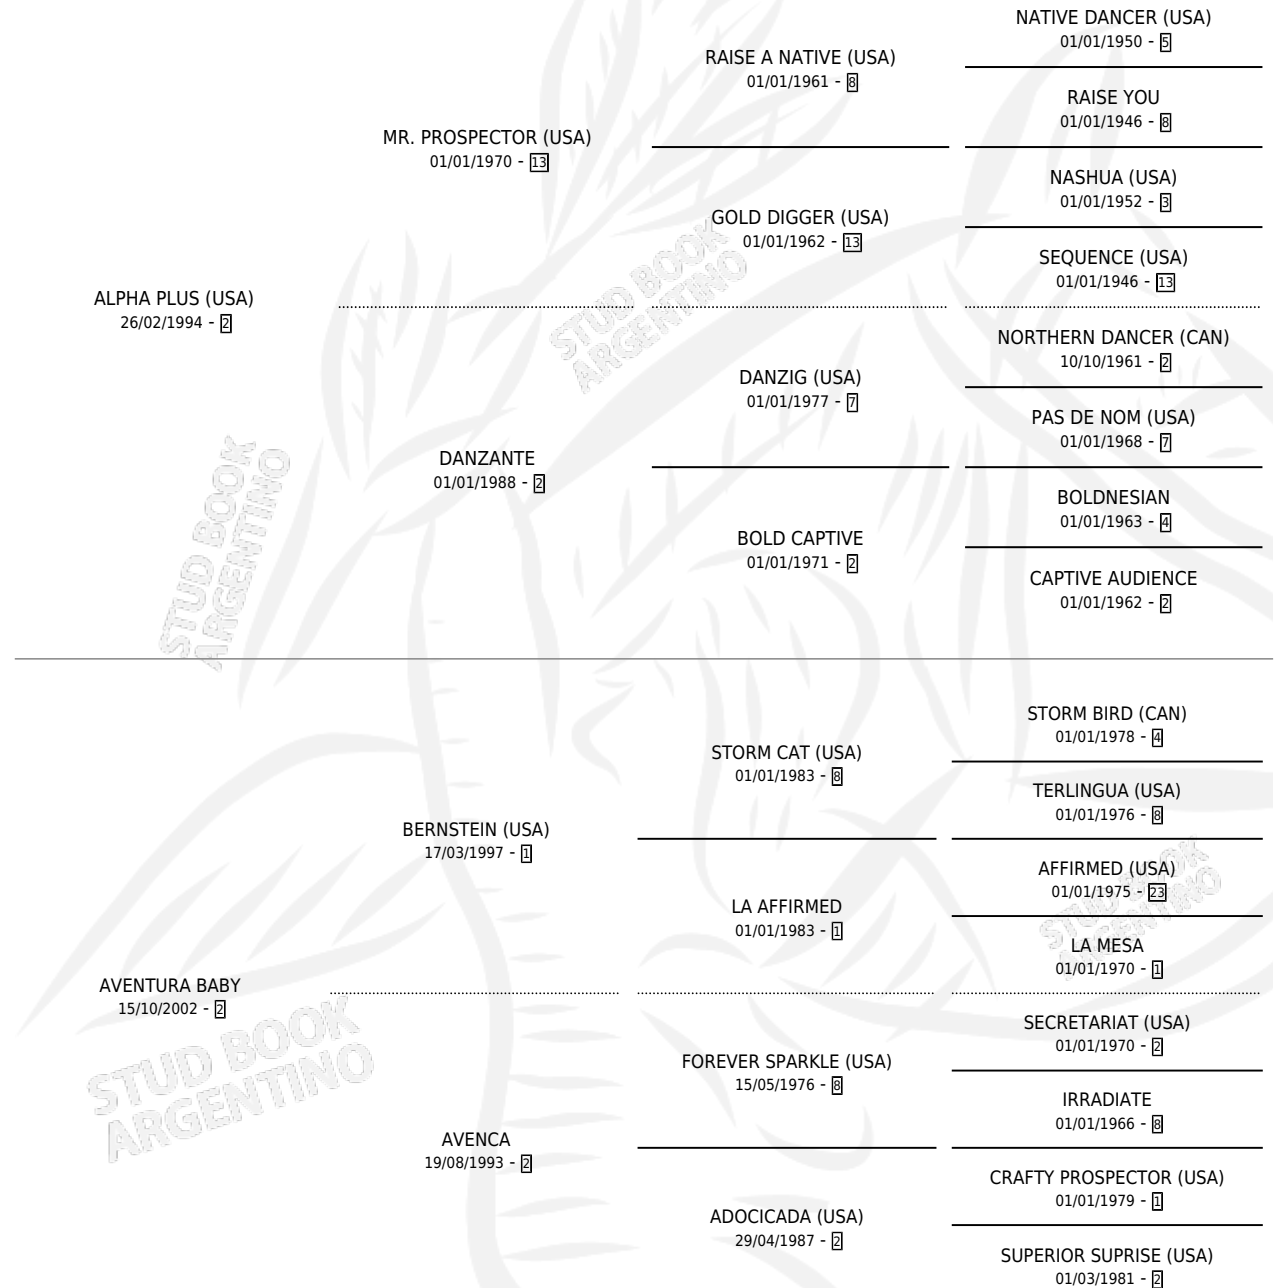 NATIVE DANCER (USA)
01/01/1950 - 5
RAISE A NATIVE (USA)
01/01/1961 - 8
RAISE YOU
01/01/1946 - 8
MR. PROSPECTOR (USA)
01/01/1970 - 13
NASHUA (USA)
01/01/1952 - 3
GOLD DIGGER (USA)
01/01/1962 - 13
SEQUENCE (USA)
01/01/1946 - 13
ALPHA PLUS (USA)
26/02/1994 - 2
STUD BOOK
ARGENTINO
NORTHERN DANCER (CAN)
10/10/1961 - 2
DANZIG (USA)
01/01/1977 - 7
PAS DE NOM (USA)
01/01/1968 - 7
DANZANTE
01/01/1988 - 2
BOLDNESIAN
01/01/1963 - 4
BOLD CAPTIVE
01/01/1971 - 2
CAPTIVE AUDIENCE
01/01/1962 - 2
STUD BOOK
ARGENTINO
STORM BIRD (CAN)
01/01/1978 - 4
STORM CAT (USA)
01/01/1983 - 8
TERLINGUA (USA)
01/01/1976 - 8
BERNSTEIN (USA)
17/03/1997 - 1
AFFIRMED (USA)
01/01/1975 - 23
LA AFFIRMED
01/01/1983 - 1
STUD BOOK
ARGENTINO
LA MESA
01/01/1970 - 1
AVENTURA BABY
15/10/2002 - 2
STUD BOOK
ARGENTINO
SECRETARIAT (USA)
01/01/1970 - 2
FOREVER SPARKLE (USA)
15/05/1976 - 8
IRRADIATE
01/01/1966 - 8
AVENCA
19/08/1993 - 2
CRAFTY PROSPECTOR (USA)
01/01/1979 - 1
ADOCICADA (USA)
29/04/1987 - 2
SUPERIOR SUPRISE (USA)
01/03/1981 - 2